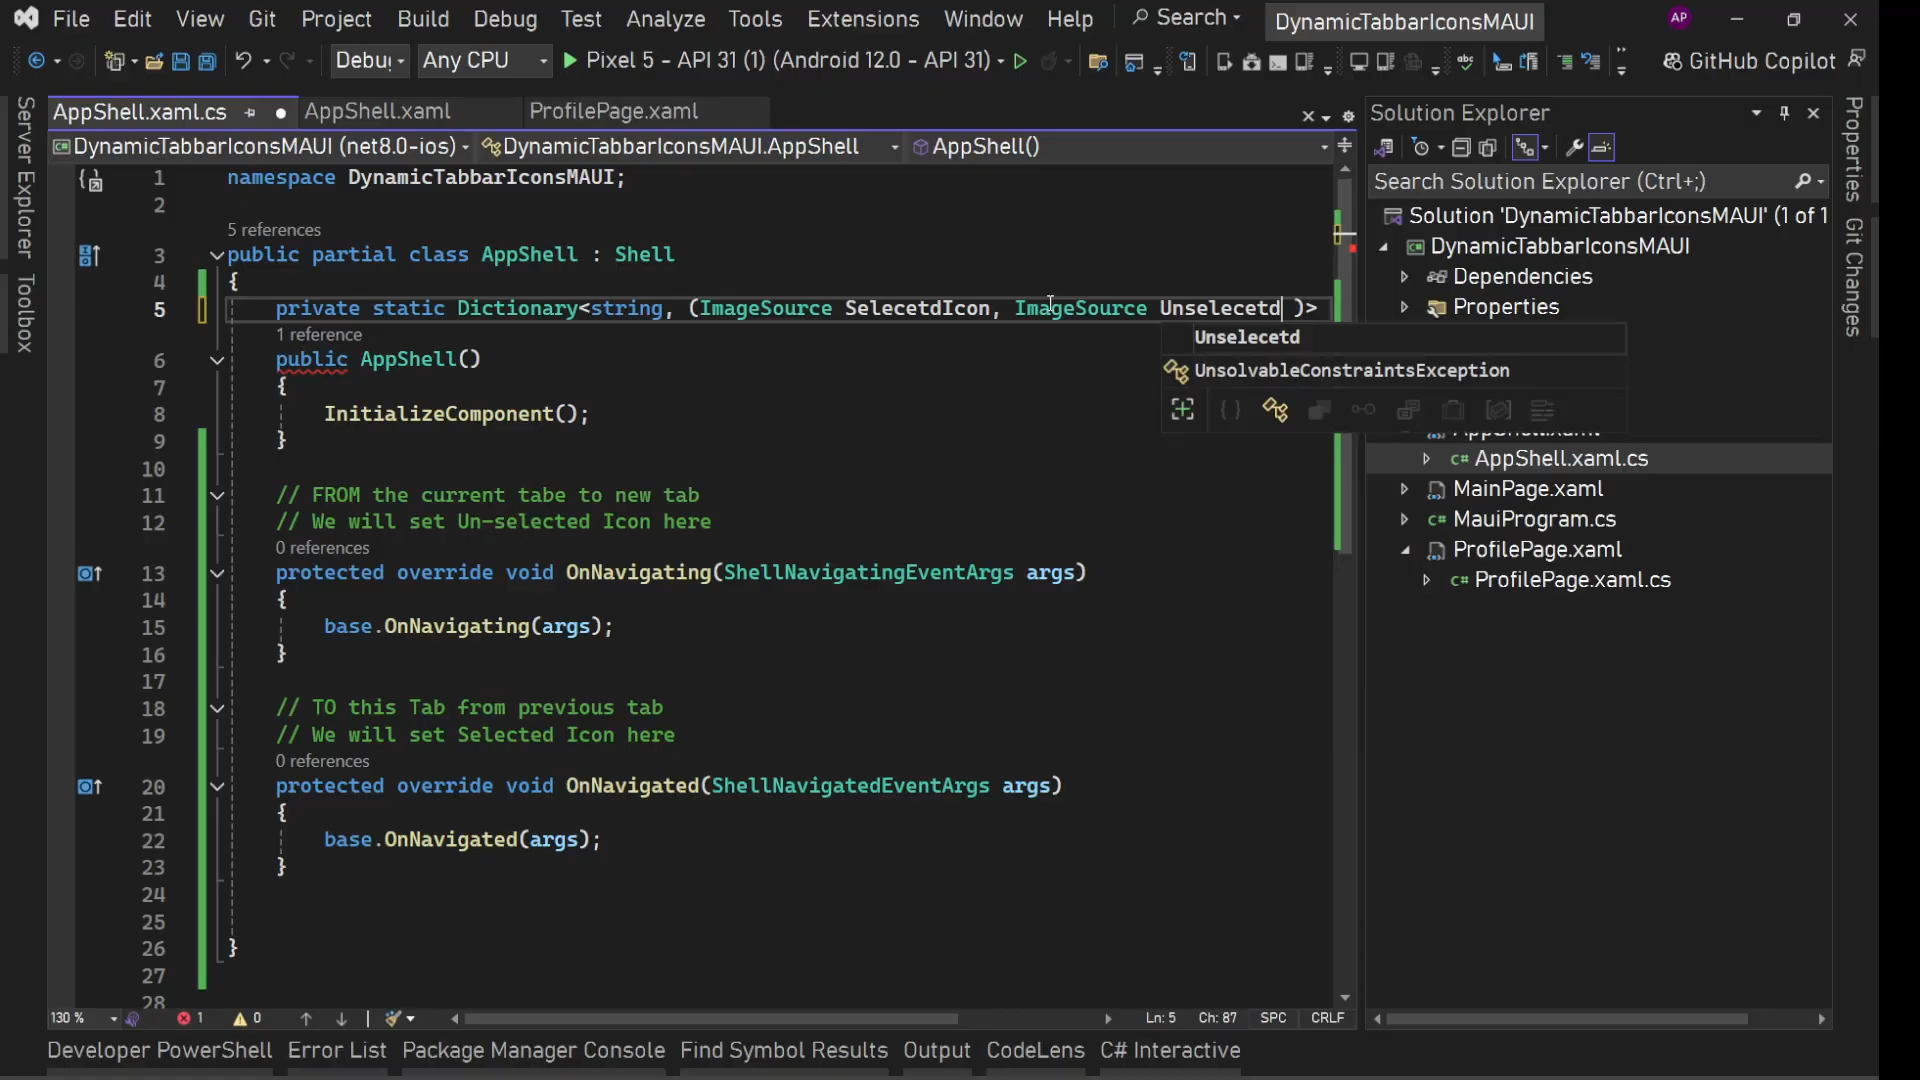 File Edit View Git Project Build Debug Test Analyze Tools Extensions Window Help Search DynamicTabbarIconsMAUI AP
Debug Any CPU Pixel 5 - API 31 (1) (Android 12.0 - API 31) GitHub Copilot
AppShell.xaml.cs AppShell.xaml ProfilePage.xaml
DynamicTabbarIconsMAUI (net8.0-ios) DynamicTabbarIconsMAUI.AppShell AppShell()
Server Explorer
Toolbox
1 namespace DynamicTabbarIconsMAUI;
2
5 references
3 public partial class AppShell : Shell
4 {
5 private static Dictionary<string, (ImageSource SelecetdIcon, ImageSource Unselecetd )>
1 reference
Unselecetd
6 public AppShell()
UnsolvableConstraintsException
7 {
8 InitializeComponent();
9 }
10
11 // FROM the current tabe to new tab
12 // We will set Un-selected Icon here
0 references
13 protected override void OnNavigating(ShellNavigatingEventArgs args)
14 {
15 base.OnNavigating(args);
16 }
17
18 // TO this Tab from previous tab
19 // We will set Selected Icon here
0 references
20 protected override void OnNavigated(ShellNavigatedEventArgs args)
21 {
22 base.OnNavigated(args);
23 }
24
25
26 }
27
28
130 % 1 0 Ln: 5 Ch: 87 SPC CRLF
Solution Explorer
Search Solution Explorer (Ctrl+;)
Solution 'DynamicTabbarIconsMAUI' (1 of 1
DynamicTabbarIconsMAUI
Dependencies
Properties
AppShell.xaml
C# AppShell.xaml.cs
MainPage.xaml
C# MauiProgram.cs
ProfilePage.xaml
C# ProfilePage.xaml.cs
Properties
Git Changes
Developer PowerShell Error List Package Manager Console Find Symbol Results Output CodeLens C# Interactive